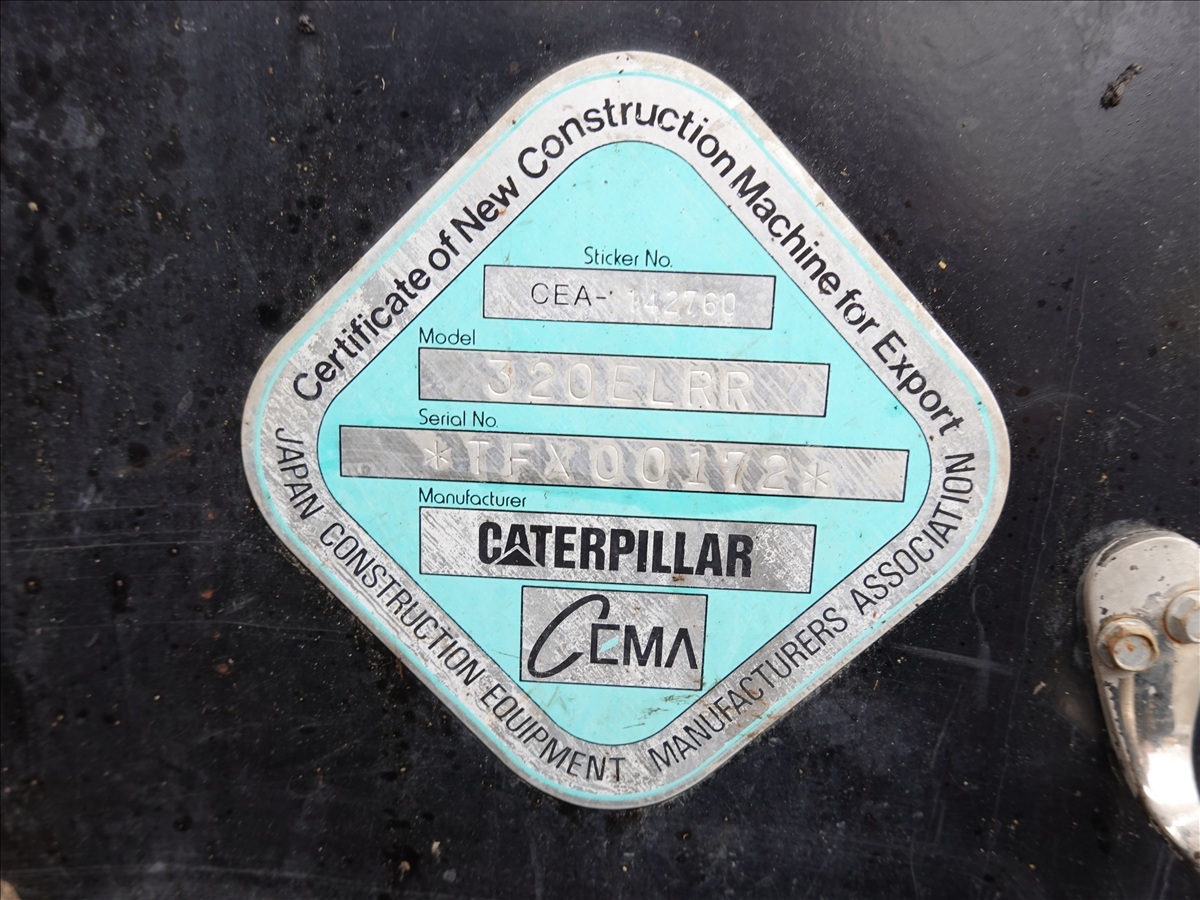 Certificate of New Construction Machine for Export
Sticker No.
CEA- 142760
Model
320ELRR
Serial No.
*TFX00172*
Manufacturer
CATERPILLAR
CEMA
JAPAN CONSTRUCTION EQUIPMENT MANUFACTURERS ASSOCIATION